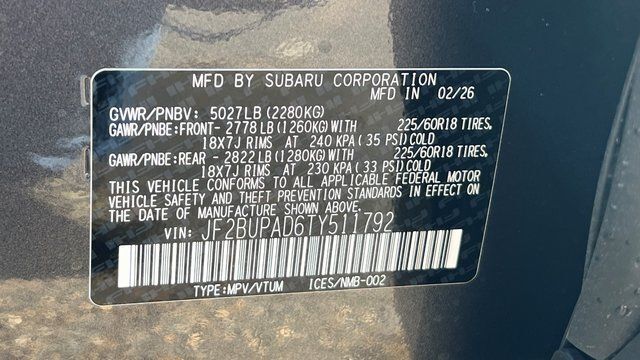 MFD BY SUBARU CORPORATION
MFD IN 02/26
GVWR/PNBV: 5027LB (2280KG)
GAWR/PNBE:FRONT- 2778 LB (1260KG) WITH 225/60R18 TIRES,
18X7J RIMS AT 240 KPA (35 PSI) COLD
GAWR/PNBE:REAR - 2822 LB (1280KG) WITH 225/60R18 TIRES,
18X7J RIMS AT 230 KPA (33 PSI) COLD
THIS VEHICLE CONFORMS TO ALL APPLICABLE FEDERAL MOTOR
VEHICLE SAFETY AND THEFT PREVENTION STANDARDS IN EFFECT ON
THE DATE OF MANUFACTURE SHOWN ABOVE.
VIN: JF2BUPAD6TY511792
TYPE:MPV/VTUM ICES/NMB-002